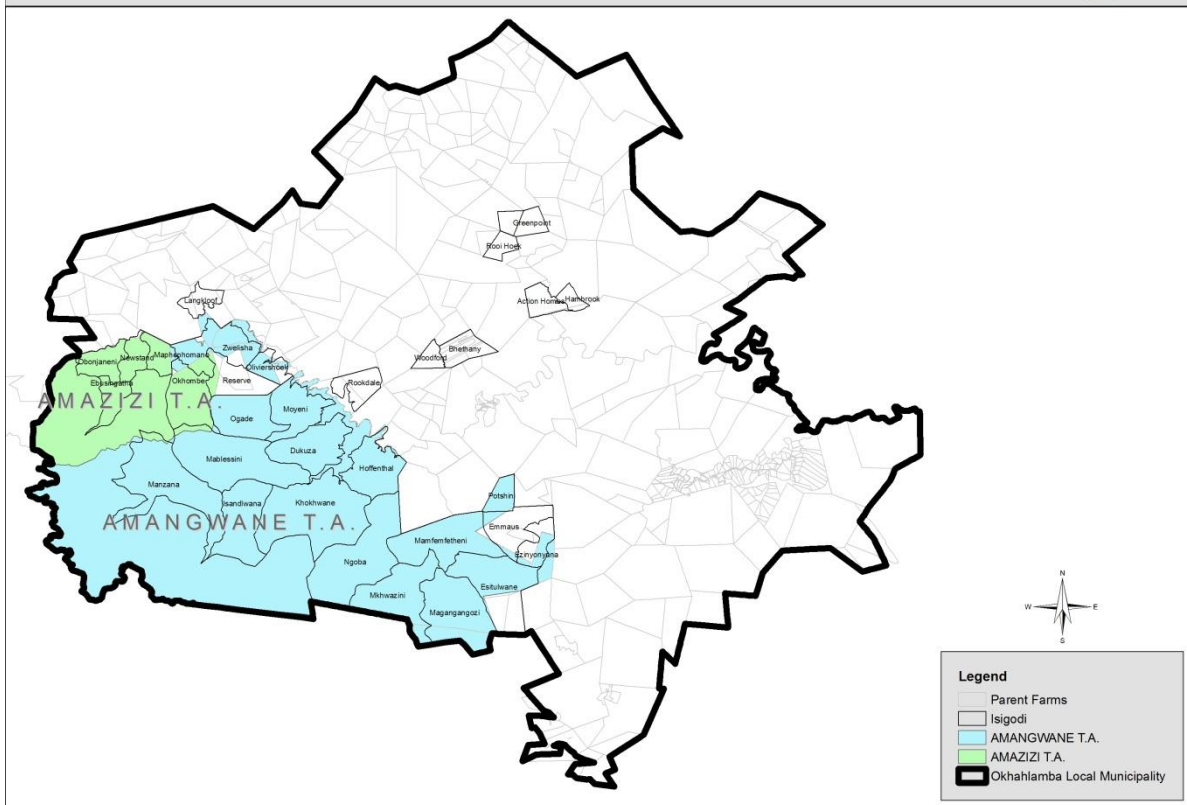 Greenpoint
Rooi Hoek
Langkloof
Action Homes
Hambrook
Zwelisha
Bhethany
Woodford
Maphophomane
Newstand
Obonjaneni
Oliviershoek
Okhombe
Reserve
Rookdale
Ebusingatha
AMAZIZI T.A.
Moyeni
Ogade
Dukuza
Mablessini
Hoffenthal
Manzana
Potshin
Isandlwana
Khokhwane
AMANGWANE T.A.
Emmaus
Mamfemfetheni
Ezinyonyana
Ngoba
Esitulwane
Mkhwazini
Magangangozi
N
W
E
S
Legend
Parent Farms
Isigodi
AMANGWANE T.A.
AMAZIZI T.A.
Okhahlamba Local Municipality